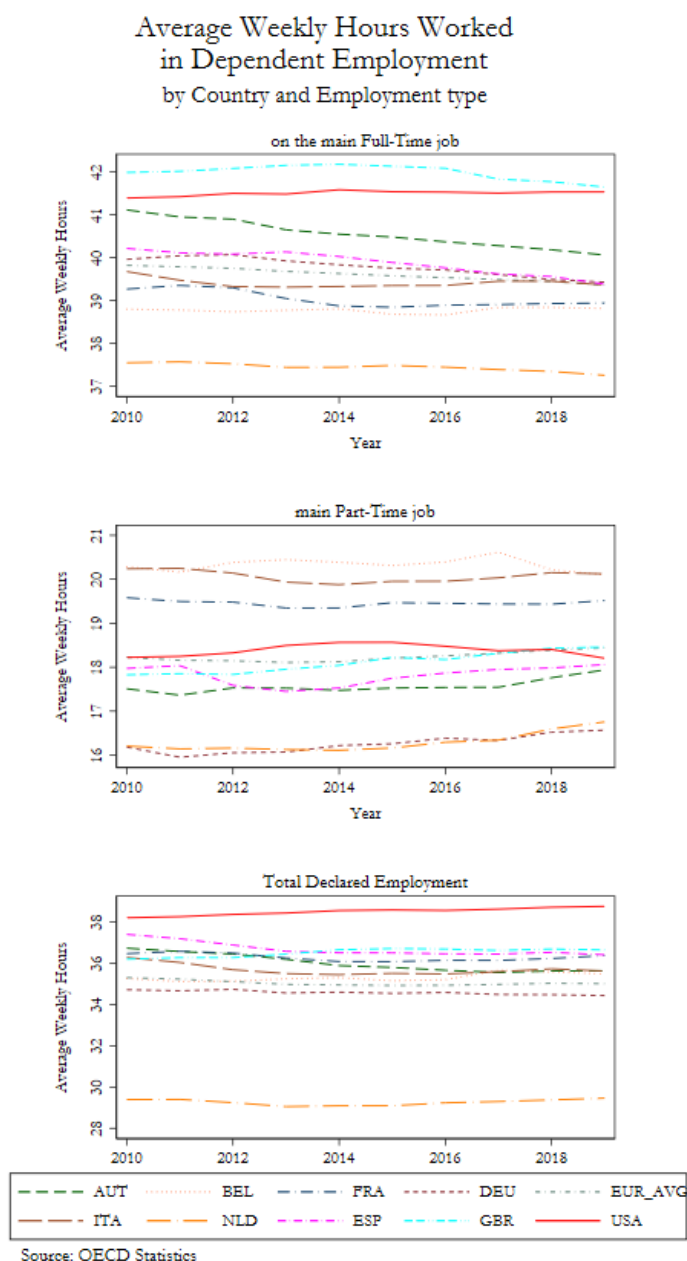 Average Weekly Hours Worked
in Dependent Employment
by Country and Employment type
on the main Full-Time job
Average Weekly Hours
42
41
40
39
38
37
2010 2012 2014 2016 2018
Year
main Part-Time job
Average Weekly Hours
21
20
19
18
17
16
2010 2012 2014 2016 2018
Year
Total Declared Employment
Average Weekly Hours
38
36
34
32
30
28
2010 2012 2014 2016 2018
AUT BEL FRA DEU EUR_AVG
ITA NLD ESP GBR USA
Source: OECD Statistics